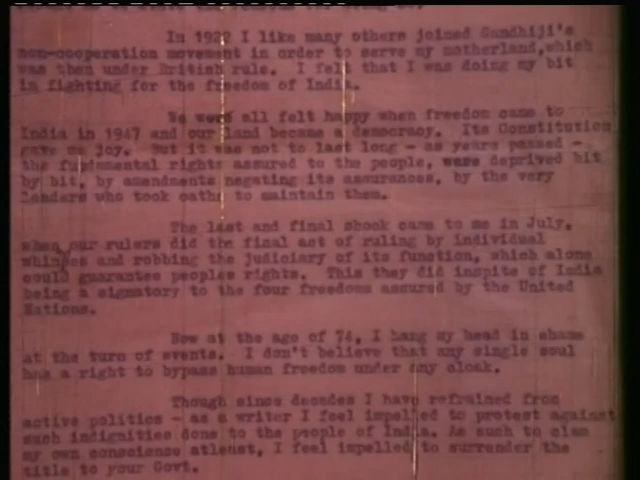 In 1922 I like many others joined Gandhiji's
non-cooperation movement in order to serve my motherland, which
was then under British rule. I felt that I was doing my bit
in fighting for the freedom of India.
We were all felt happy when freedom came to
India in 1947 and our land became a democracy. Its Constitution
gave me joy. But it was not to last long - as years passed -
the fundamental rights assured to the people, were deprived bit
by bit, by amendments negating its assurances, by the very
leaders who took oath to maintain them.
The last and final shock came to me in July,
when our rulers did the final act of ruling by individual
whimses and robbing the judiciary of its function, which alone
could guarantee peoples rights. This they did inspite of India
being a signatory to the four freedoms assured by the United
Nations.
Now at the age of 74, I hang my head in shame
at the turn of events. I don't believe that any single soul
has a right to bypass human freedom under any cloak.
Though since decades I have refrained from
active politics - as a writer I feel impelled to protest against
such indignities done to the people of India. As such to clam
my own conscience atleast, I feel impelled to surrender the
title to your Govt.